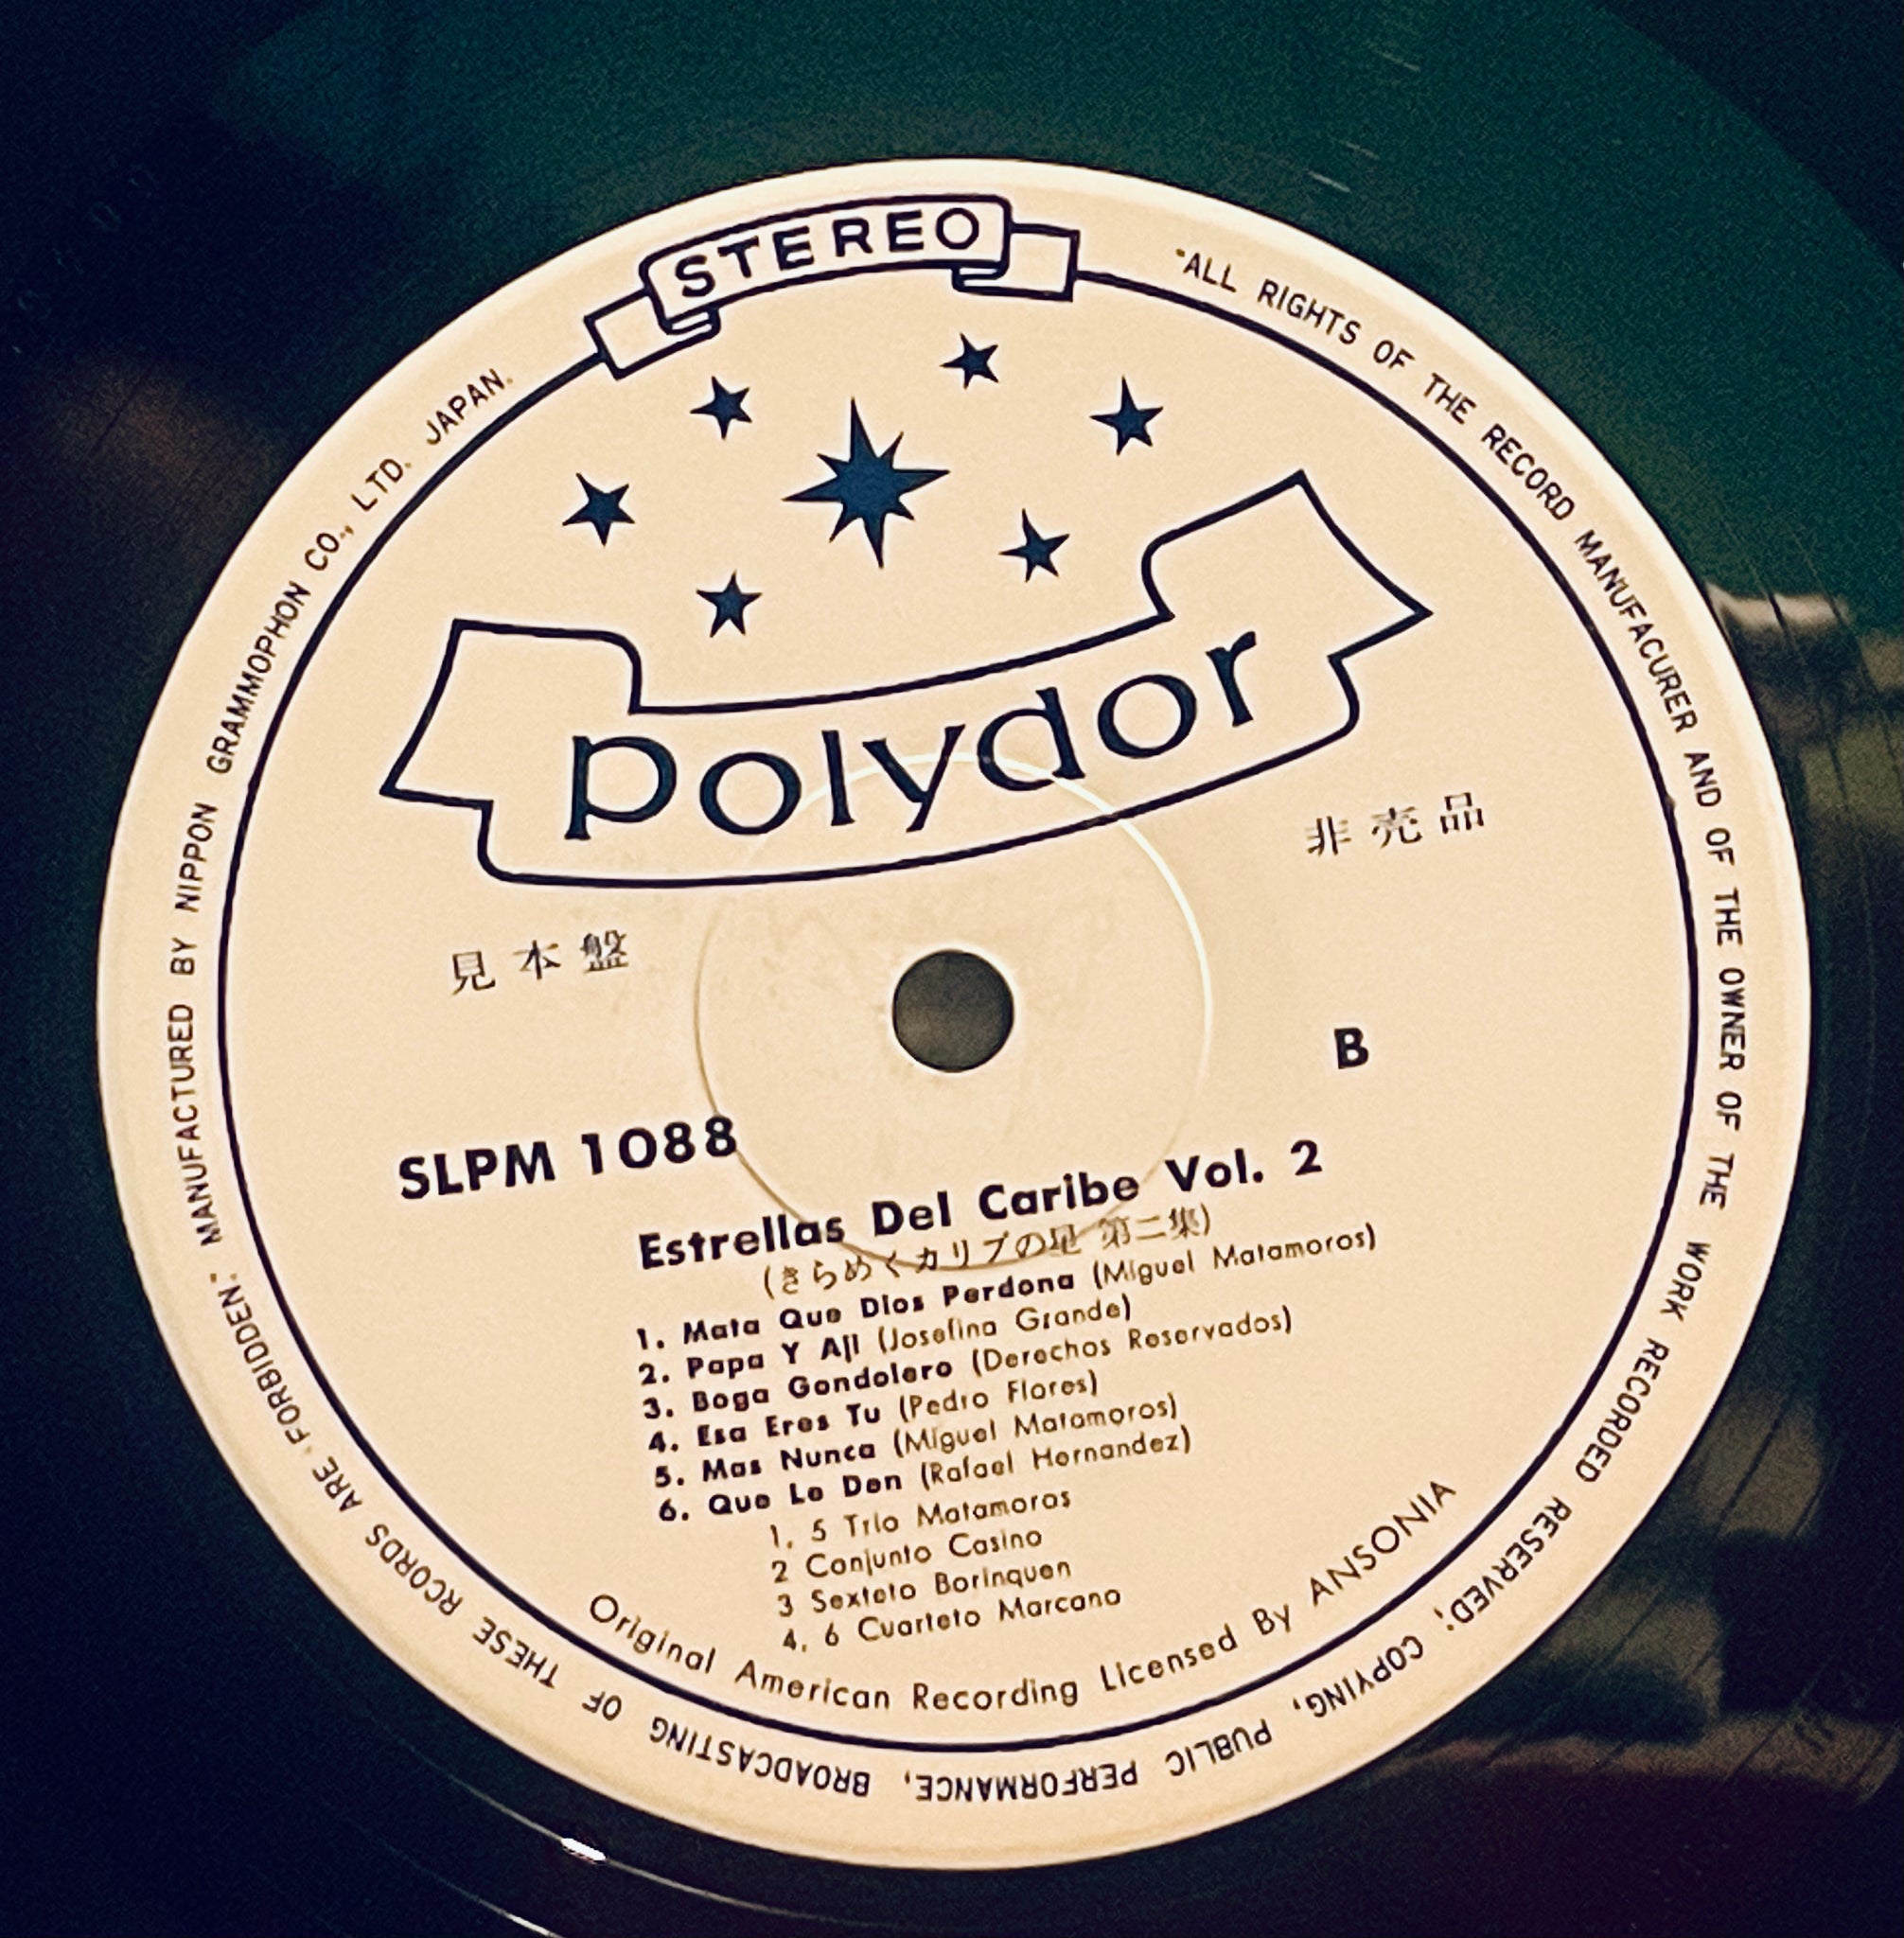 STEREO
polydor
非売品
見本盤
B
SLPM 1088
Estrellas Del Caribe Vol. 2
(きらめくカリブの星 第二集)
1. Mata Que Dios Perdona (Miguel Matamoros)
2. Papa Y Aji (Josefina Grande)
3. Boga Gondolero (Derechos Reservados)
4. Esa Eres Tu (Pedro Flores)
5. Mas Nunca (Miguel Matamoros)
6. Que Le Den (Rafael Hernandez)
1, 5 Trio Matamoros
2 Conjunto Casino
3 Sexteto Borinquen
4, 6 Cuarteto Marcano
Original American Recording Licensed By ANSONIA
"ALL RIGHTS OF THE RECORD MANUFACURER AND OF THE OWNER OF THE WORK RECORDED RESERVED; COPYING, PUBLIC PERFORMANCE, BROADCASTING OF THESE RCORDS ARE FORBIDDEN." MANUFACTURED BY NIPPON GRAMMOPHON CO., LTD. JAPAN.